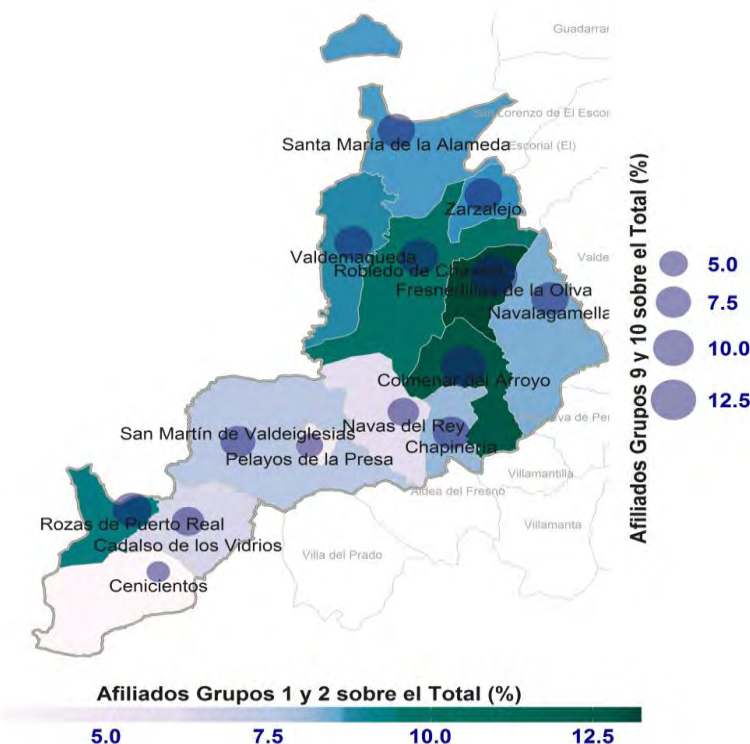 Guadarrar
San Lorenzo de El Escor
Santa María de la Alameda
Escorial (El)
Zarzalejo
Valdemaqueda
Valde
Robledo de Chavela
Fresnedillas de la Oliva
Navalagamella
Colmenar del Arroyo
San Martín de Valdeiglesias
Navas del Rey
Chapinería
Pelayos de la Presa
Villamantilla
Aldea del Fresno
Rozas de Puerto Real
Villamanta
Cadalso de los Vidrios
Villa del Prado
Cenicientos
Afiliados Grupos 9 y 10 sobre el Total (%)
5.0
7.5
10.0
12.5
Afiliados Grupos 1 y 2 sobre el Total (%)
5.0 7.5 10.0 12.5